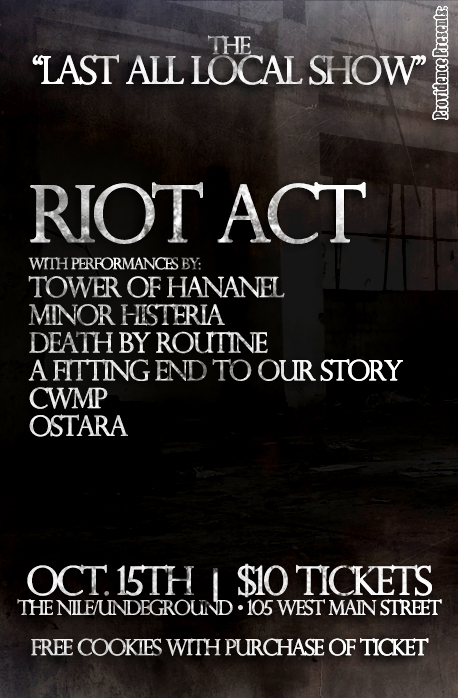 Providence Presents:
THE
"LAST ALL LOCAL SHOW"
RIOT ACT
WITH PERFORMANCES BY:
TOWER OF HANANEL
MINOR HISTERIA
DEATH BY ROUTINE
A FITTING END TO OUR STORY
CWMP
OSTARA
OCT. 15TH | $10 TICKETS
THE NILE/UNDEGROUND • 105 WEST MAIN STREET
FREE COOKIES WITH PURCHASE OF TICKET